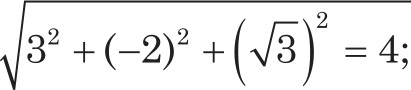 √(3² + (−2)² + (√3)²) = 4;